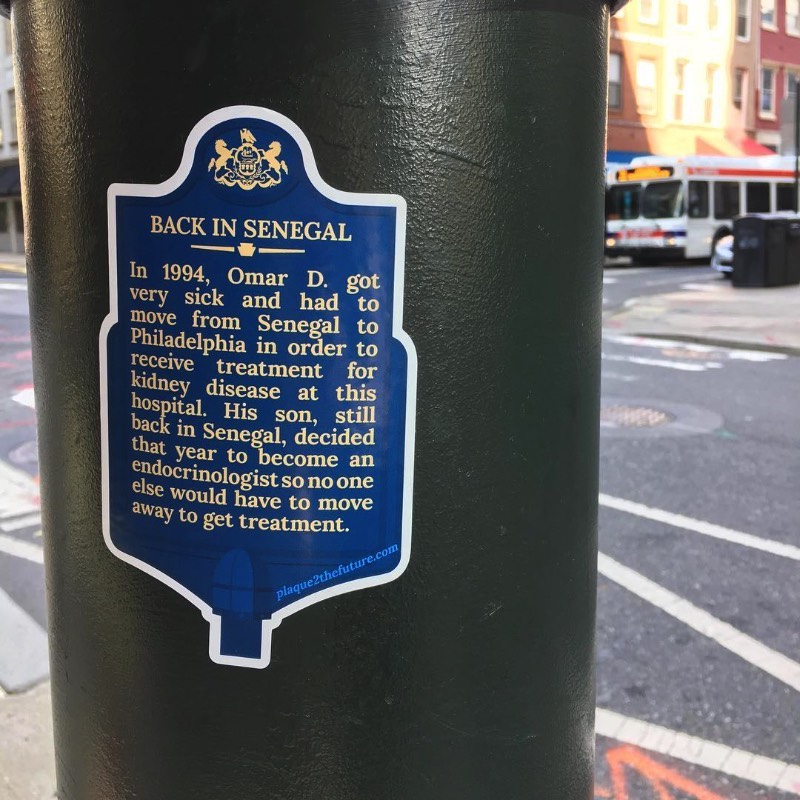 BACK IN SENEGAL
In 1994, Omar D. got
very sick and had to
move from Senegal to
Philadelphia in order to
receive treatment for
kidney disease at this
hospital. His son, still
back in Senegal, decided
that year to become an
endocrinologist so no one
else would have to move
away to get treatment.
plaque2thefuture.com